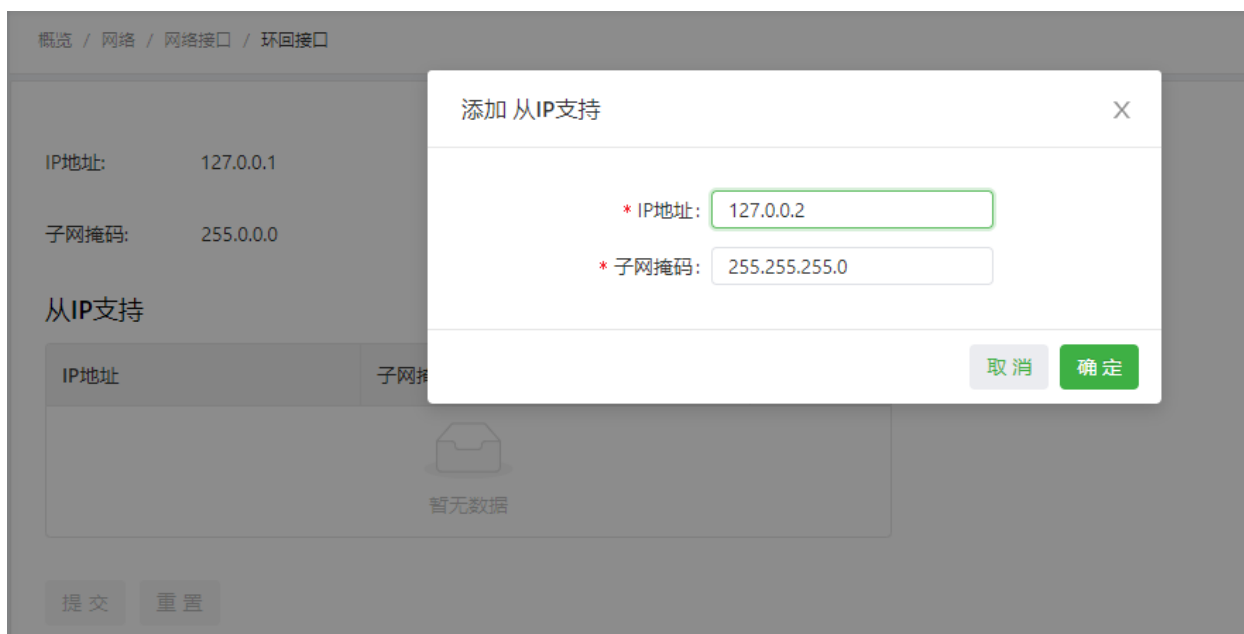 概览 / 网络 / 网络接口 / 环回接口
添加 从IP支持
IP地址: 127.0.0.1
* IP地址: 127.0.0.2
子网掩码: 255.0.0.0
* 子网掩码: 255.255.255.0
从IP支持
取 消 确 定
IP地址 子网掩
暂无数据
提 交 重 置